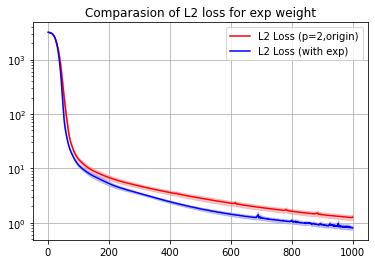 Comparasion of L2 loss for exp weight
L2 Loss (p=2,origin)
L2 Loss (with exp)
10³
10²
10¹
10⁰
0 200 400 600 800 1000